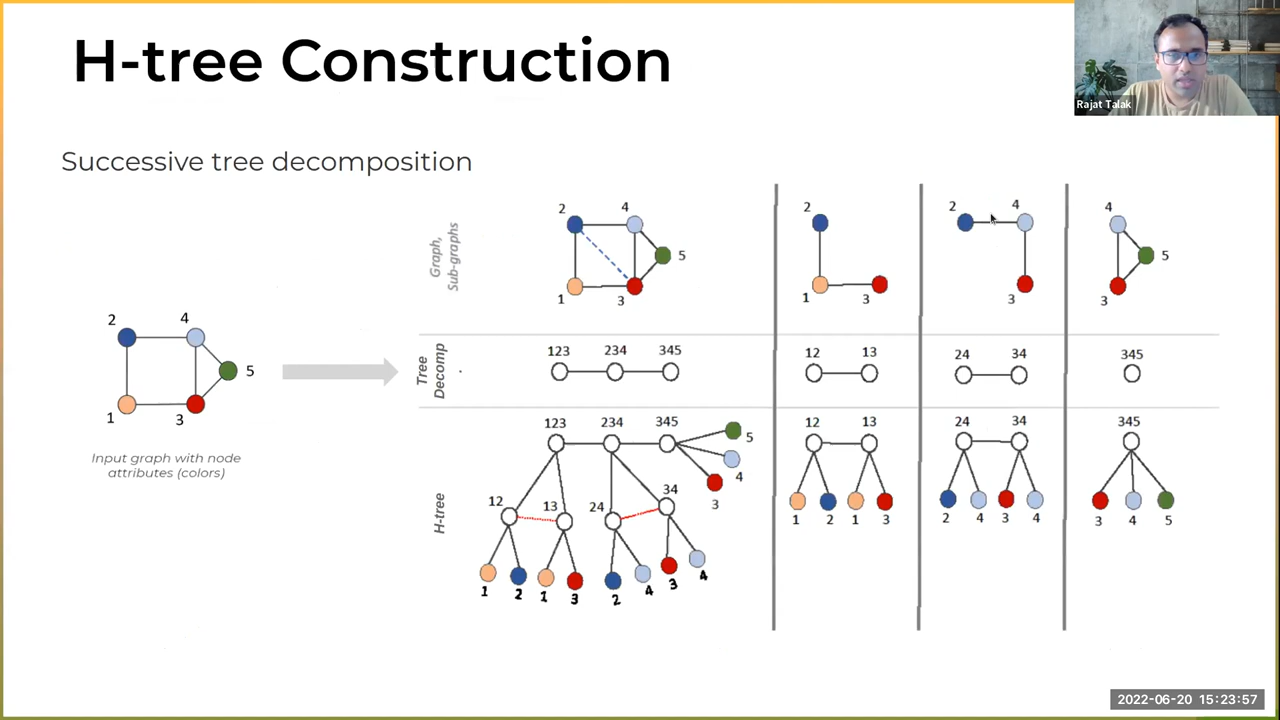 H-tree Construction
Rajat Talak
Successive tree decomposition
Graph,
Sub-graphs
2 4
5
1 3
2
1 3
2 4
3
4
5
3
2 4
5
1 3
Input graph with node
attributes (colors)
Tree
Decomp
123 234 345
12 13
24 34
345
H-tree
123 234 345
5
4
3
12 13 24 34
1 2 1 3 2 4 3 4
12 13
1 2 1 3
24 34
2 4 3 4
345
3 4 5
2022-06-20 15:23:57